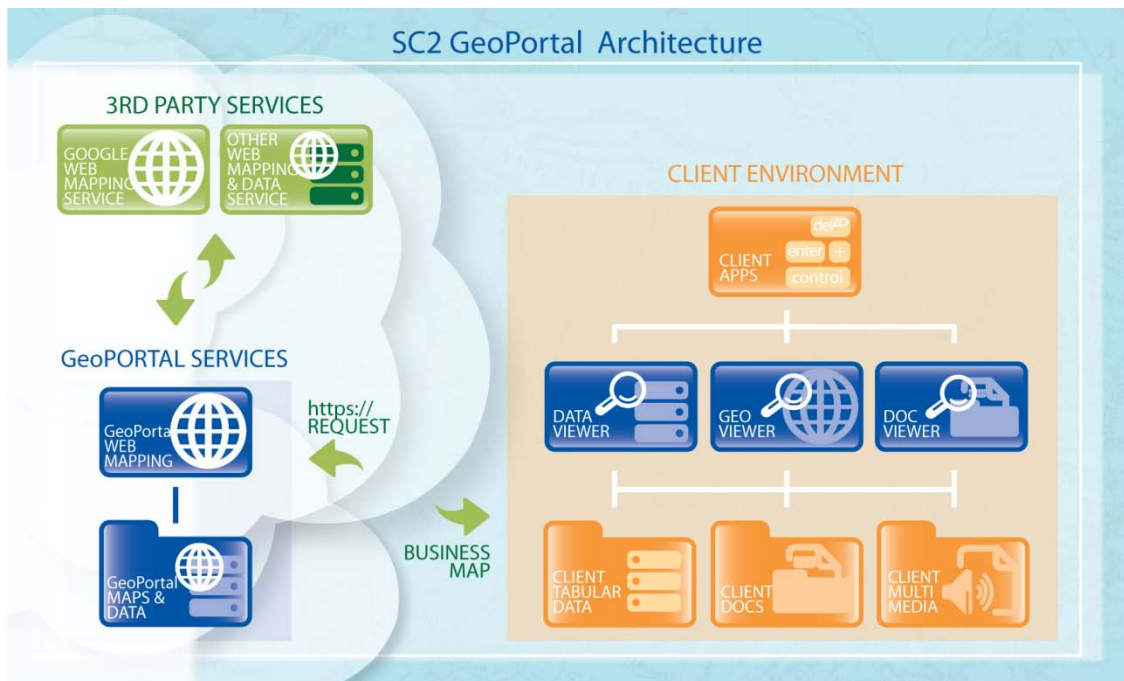 SC2 GeoPortal Architecture
3RD PARTY SERVICES
GOOGLE
WEB
MAPPING
SERVICE
OTHER
WEB
MAPPING
& DATA
SERVICE
CLIENT ENVIRONMENT
del
enter +
control
CLIENT
APPS
GeoPORTAL SERVICES
GeoPortal
WEB
MAPPING
https://
REQUEST
DATA
VIEWER
GEO
VIEWER
DOC
VIEWER
BUSINESS
MAP
GeoPortal
MAPS &
DATA
CLIENT
TABULAR
DATA
CLIENT
DOCS
CLIENT
MULTI
MEDIA